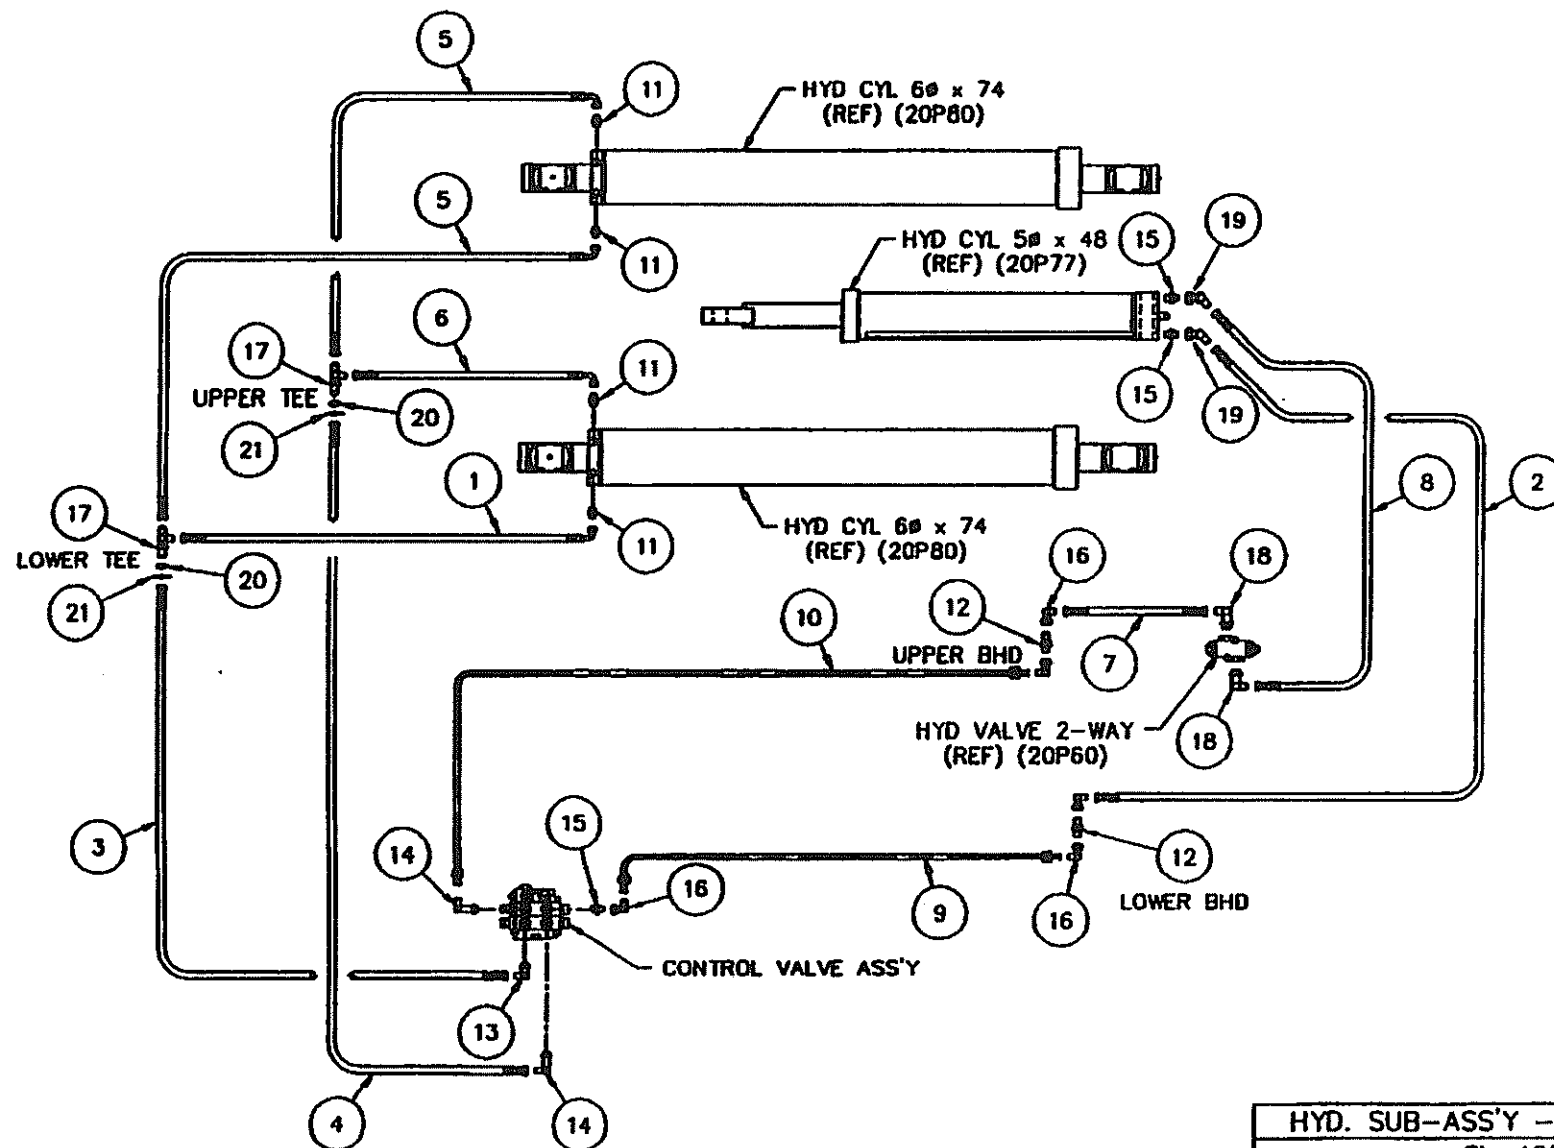 5
11
HYD CYL 6ø x 74
(REF) (20P80)
5
11
HYD CYL 5ø x 48
(REF) (20P77)
15
19
6
17
UPPER TEE
20
21
11
15
19
1
8
2
17
LOWER TEE
20
21
11
HYD CYL 6ø x 74
(REF) (20P80)
16
18
12
10
UPPER BHD
7
HYD VALVE 2-WAY
(REF) (20P60)
18
3
14
15
16
9
12
16
LOWER BHD
CONTROL VALVE ASS'Y
13
4
14
HYD. SUB-ASS'Y -